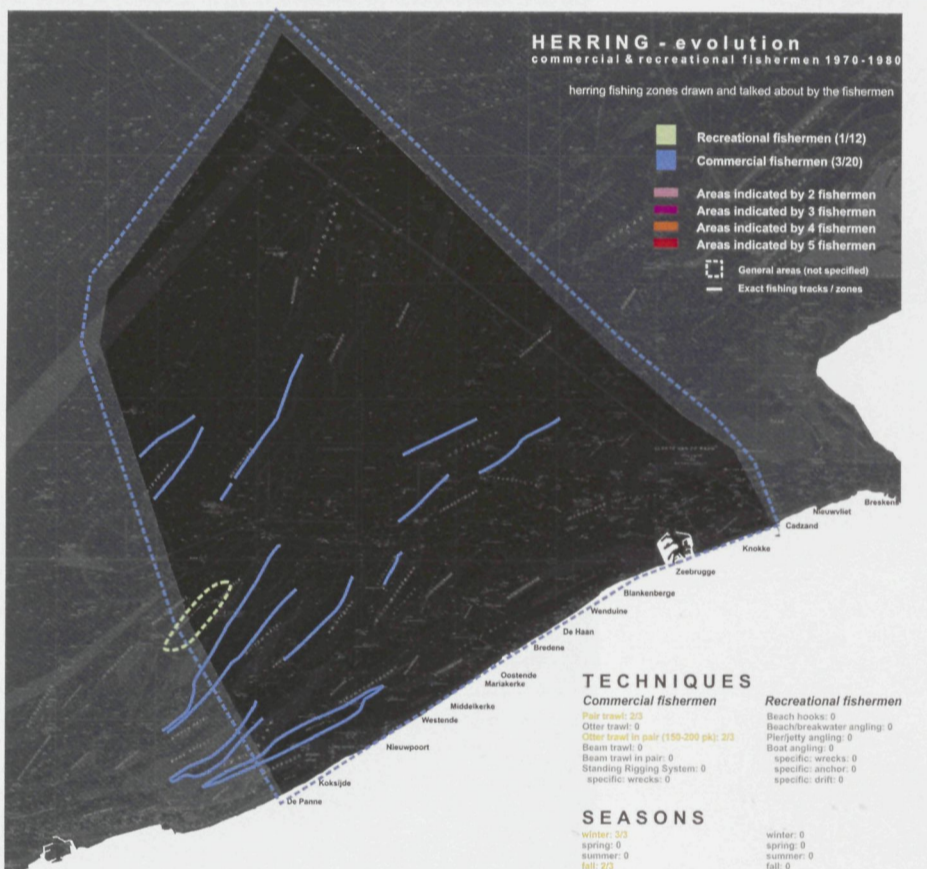 HERRING - evolution
commercial & recreational fishermen 1970-1980
herring fishing zones drawn and talked about by the fishermen
Recreational fishermen (1/12)
Commercial fishermen (3/20)
Areas indicated by 2 fishermen
Areas indicated by 3 fishermen
Areas indicated by 4 fishermen
Areas indicated by 5 fishermen
General areas (not specified)
Exact fishing tracks / zones
Breskens
Nieuwvliet
Cadzand
Knokke
Zeebrugge
Blankenberge
Wenduine
De Haan
Bredene
Oostende
Mariakerke
Middelkerke
Westende
Nieuwpoort
Koksijde
De Panne
TECHNIQUES
Commercial fishermen
Pair trawl: 2/3
Otter trawl: 0
Otter trawl in pair (150-200 pk): 2/3
Beam trawl: 0
Beam trawl in pair: 0
Standing Rigging System: 0
specific: wrecks: 0
Recreational fishermen
Beach hooks: 0
Beach/breakwater angling: 0
Pier/jetty angling: 0
Boat angling: 0
specific: wrecks: 0
specific: anchor: 0
specific: drift: 0
SEASONS
winter: 3/3
spring: 0
summer: 0
fall: 2/3
winter: 0
spring: 0
summer: 0
fall: 0